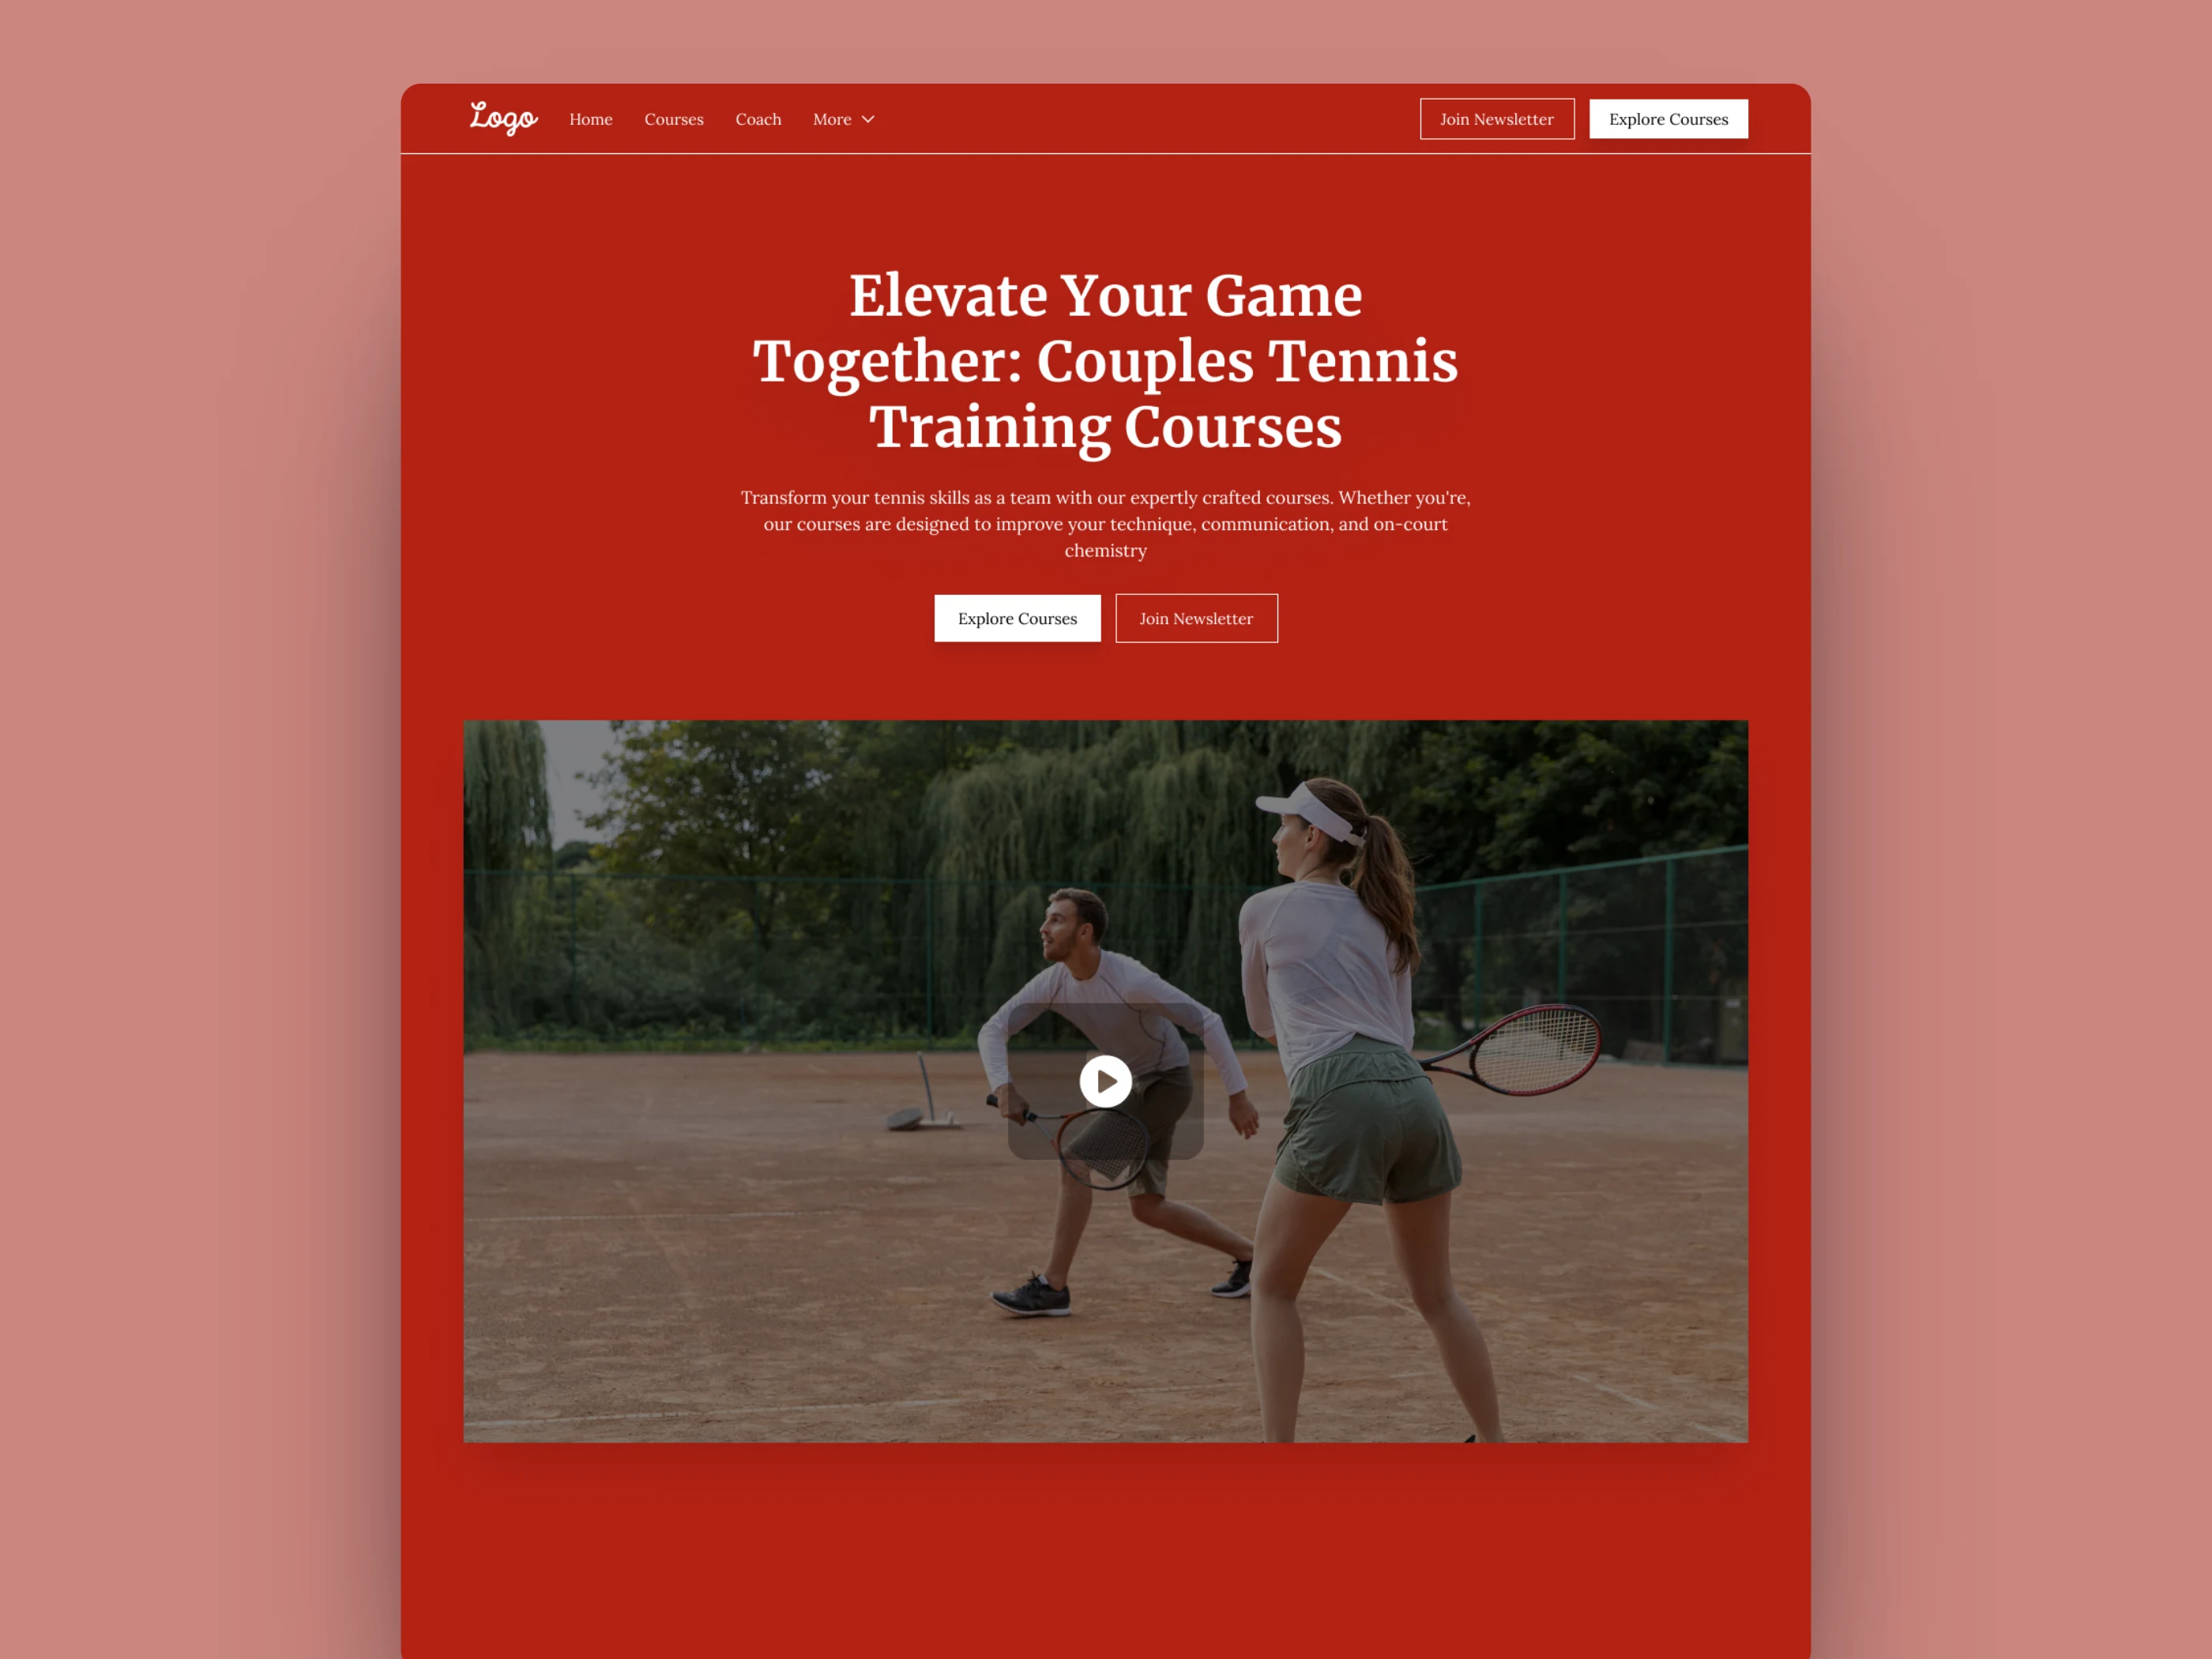 Logo
Home
Courses
Coach
More
Join Newsletter
Explore Courses
Elevate Your Game
Together: Couples Tennis
Training Courses
Transform your tennis skills as a team with our expertly crafted courses. Whether you're,
our courses are designed to improve your technique, communication, and on-court
chemistry
Explore Courses
Join Newsletter